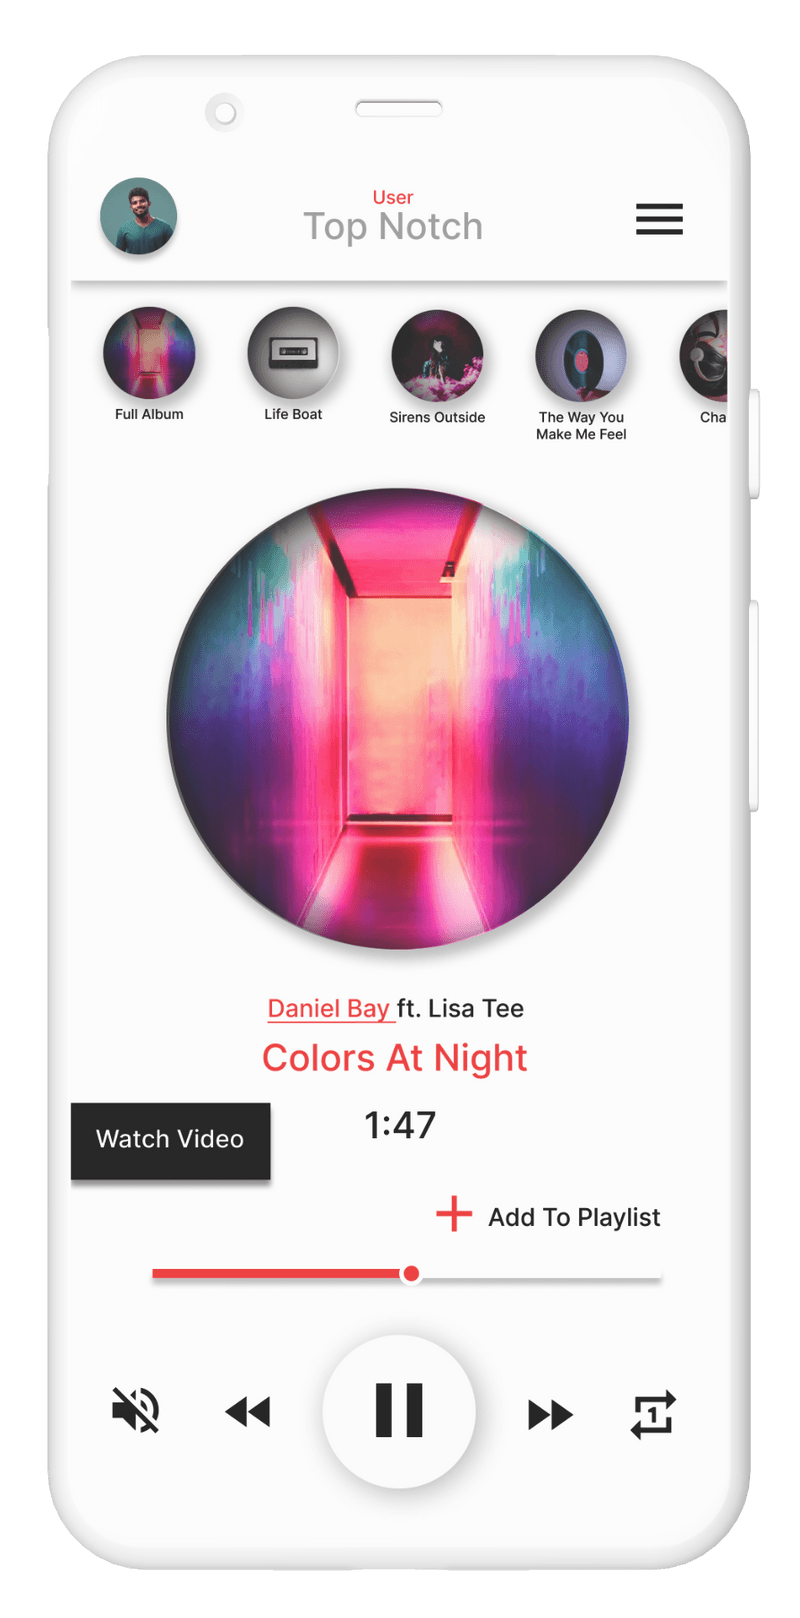 User
Top Notch
Full Album
Life Boat
Sirens Outside
The Way You
Make Me Feel
Cha
Daniel Bay ft. Lisa Tee
Colors At Night
Watch Video
1:47
Add To Playlist
1